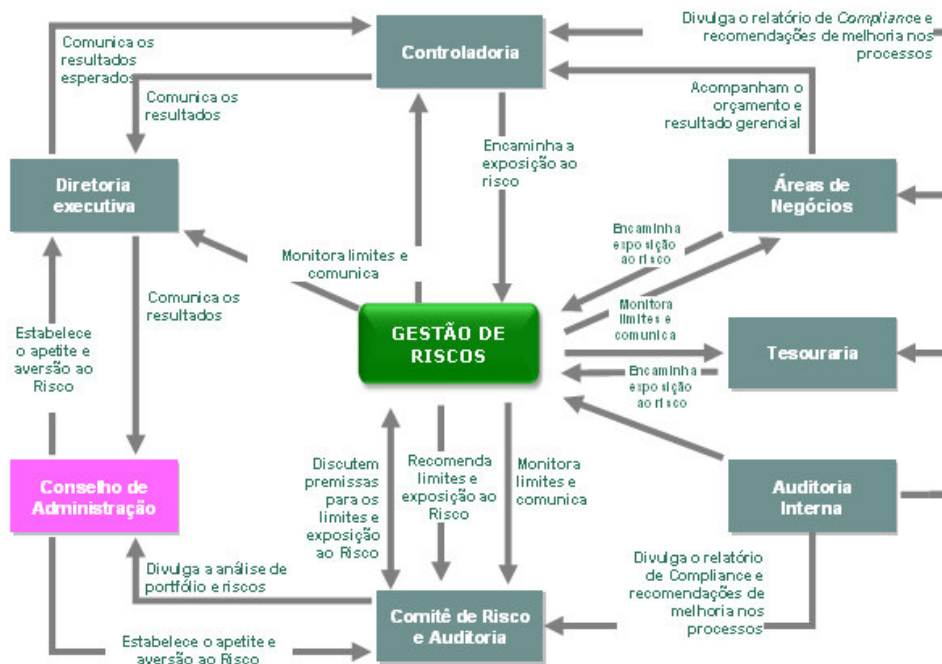 Comunica os
resultados
esperados
Controladoria
Divulga o relatório de Compliance e
recomendações de melhoria nos
processos
Comunica os
resultados
Acompanham o
orçamento e
resultado gerencial
Encaminha a
exposição ao
risco
Diretoria
executiva
Áreas de
Negócios
Monitora limites e
comunica
Encaminha
exposição
ao risco
Comunica os
resultados
Estabelece
o apetite e
aversão ao
Risco
GESTÃO DE
RISCOS
Monitora
limites e
comunica
Tesouraria
Encaminha
exposição
ao risco
Conselho de
Administração
Discutem
premissas
para os
limites e
exposição
ao Risco
Recomenda
limites e
exposição ao
Risco
Monitora
limites e
comunica
Auditoria
Interna
Divulga a análise de
portfólio e riscos
Comitê de Risco
e Auditoria
Divulga o relatório
de Compliance e
recomendações de
melhoria nos
processos
Estabelece o apetite e
aversão ao Risco